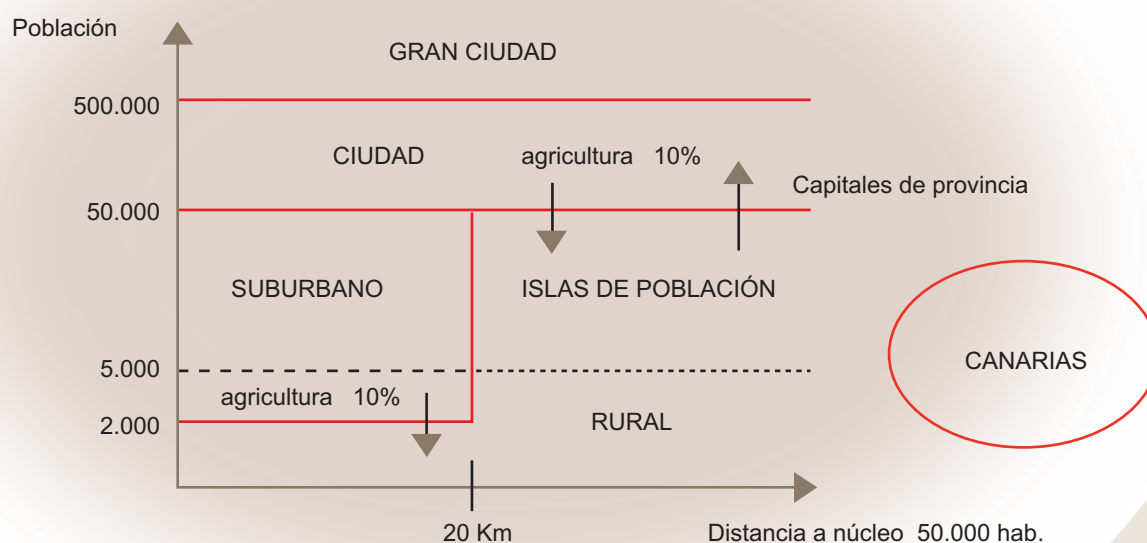 Población
GRAN CIUDAD
500.000
CIUDAD
agricultura 10%
Capitales de provincia
50.000
SUBURBANO
ISLAS DE POBLACIÓN
5.000
CANARIAS
agricultura 10%
2.000
RURAL
20 Km
Distancia a núcleo 50.000 hab.